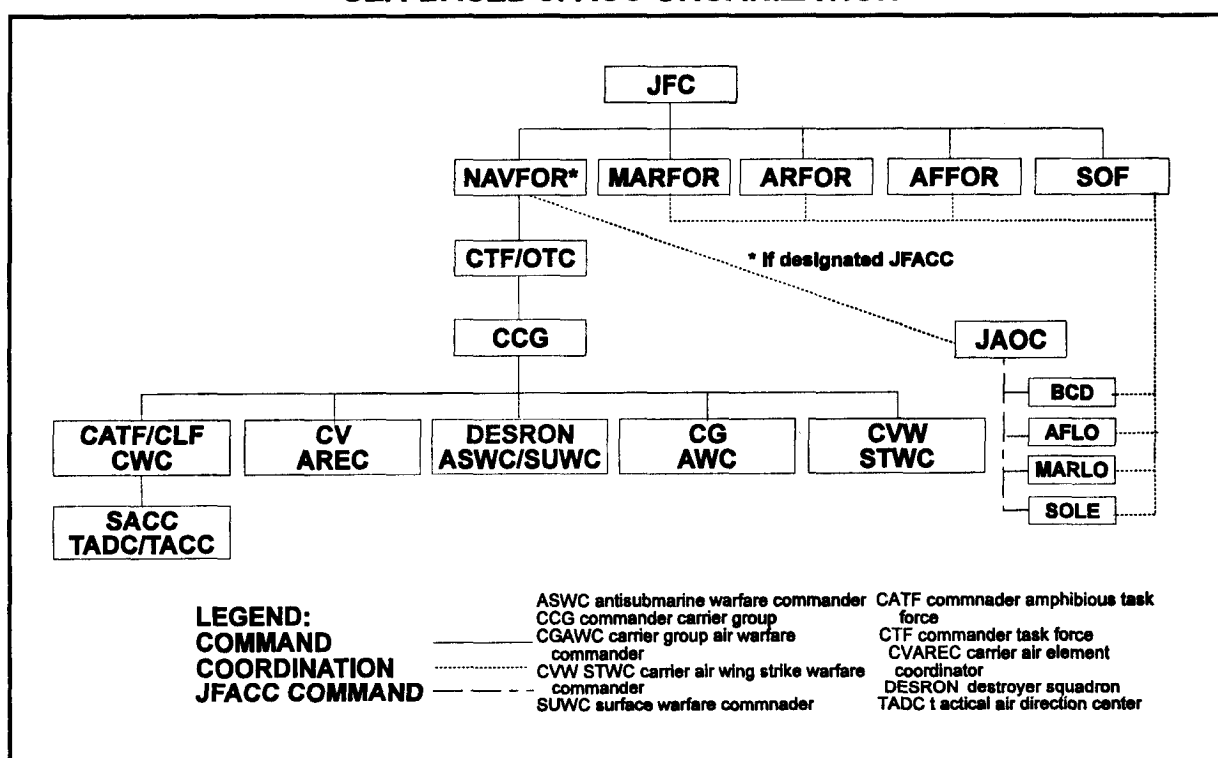 JFC
NAVFOR*
MARFOR
ARFOR
AFFOR
SOF
CTF/OTC
* If designated JFACC
CCG
JAOC
BCD
AFLO
MARLO
SOLE
CATF/CLF
CWC
CV
AREC
DESRON
ASWC/SUWC
CG
AWC
CVW
STWC
SACC
TADC/TACC
LEGEND:
COMMAND
COORDINATION
JFACC COMMAND
ASWC antisubmarine warfare commander
CCG commander carrier group
CGAWC carrier group air warfare
commander
CVW STWC carrier air wing strike warfare
commander
SUWC surface warfare commnader
CATF commnader amphibious task
force
CTF commander task force
CVAREC carrier air element
coordinator
DESRON destroyer squadron
TADC t actical air direction center